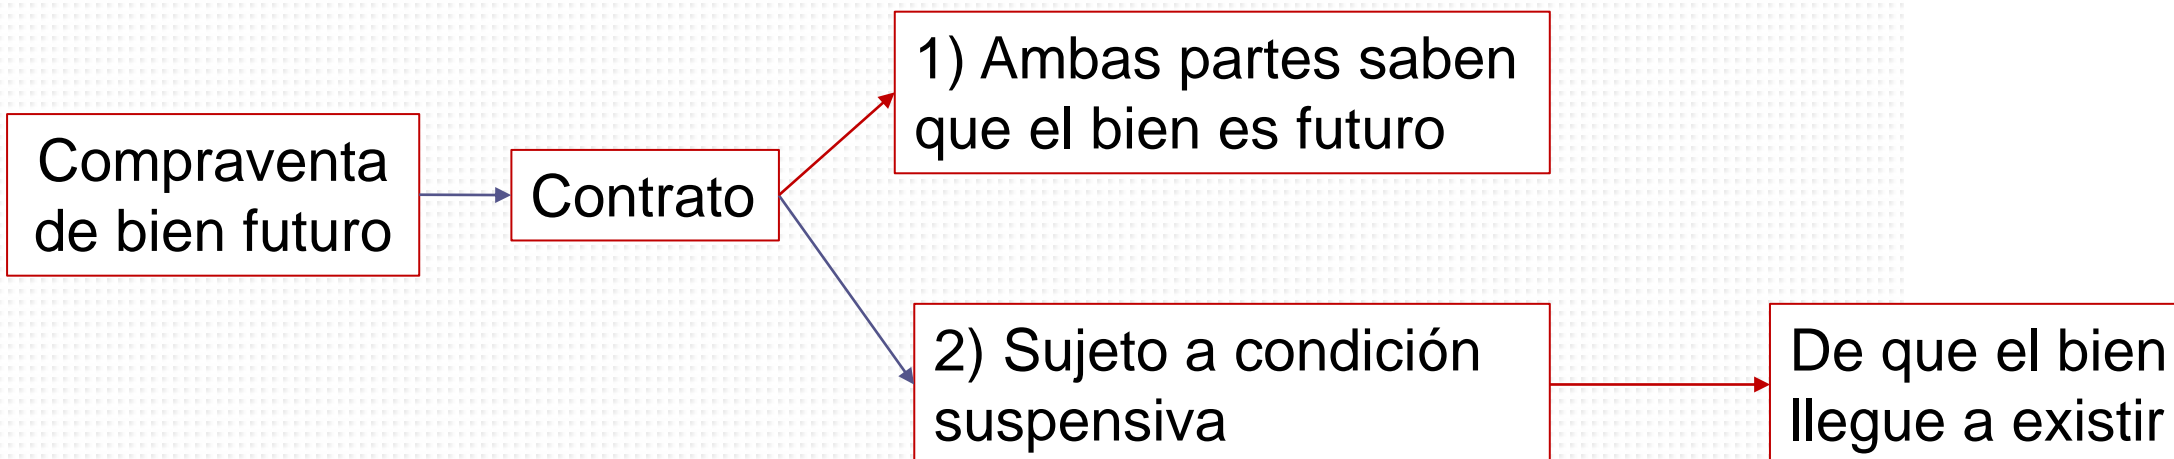 Compraventa
de bien futuro
Contrato
1) Ambas partes saben
que el bien es futuro
2) Sujeto a condición
suspensiva
De que el bien
llegue a existir